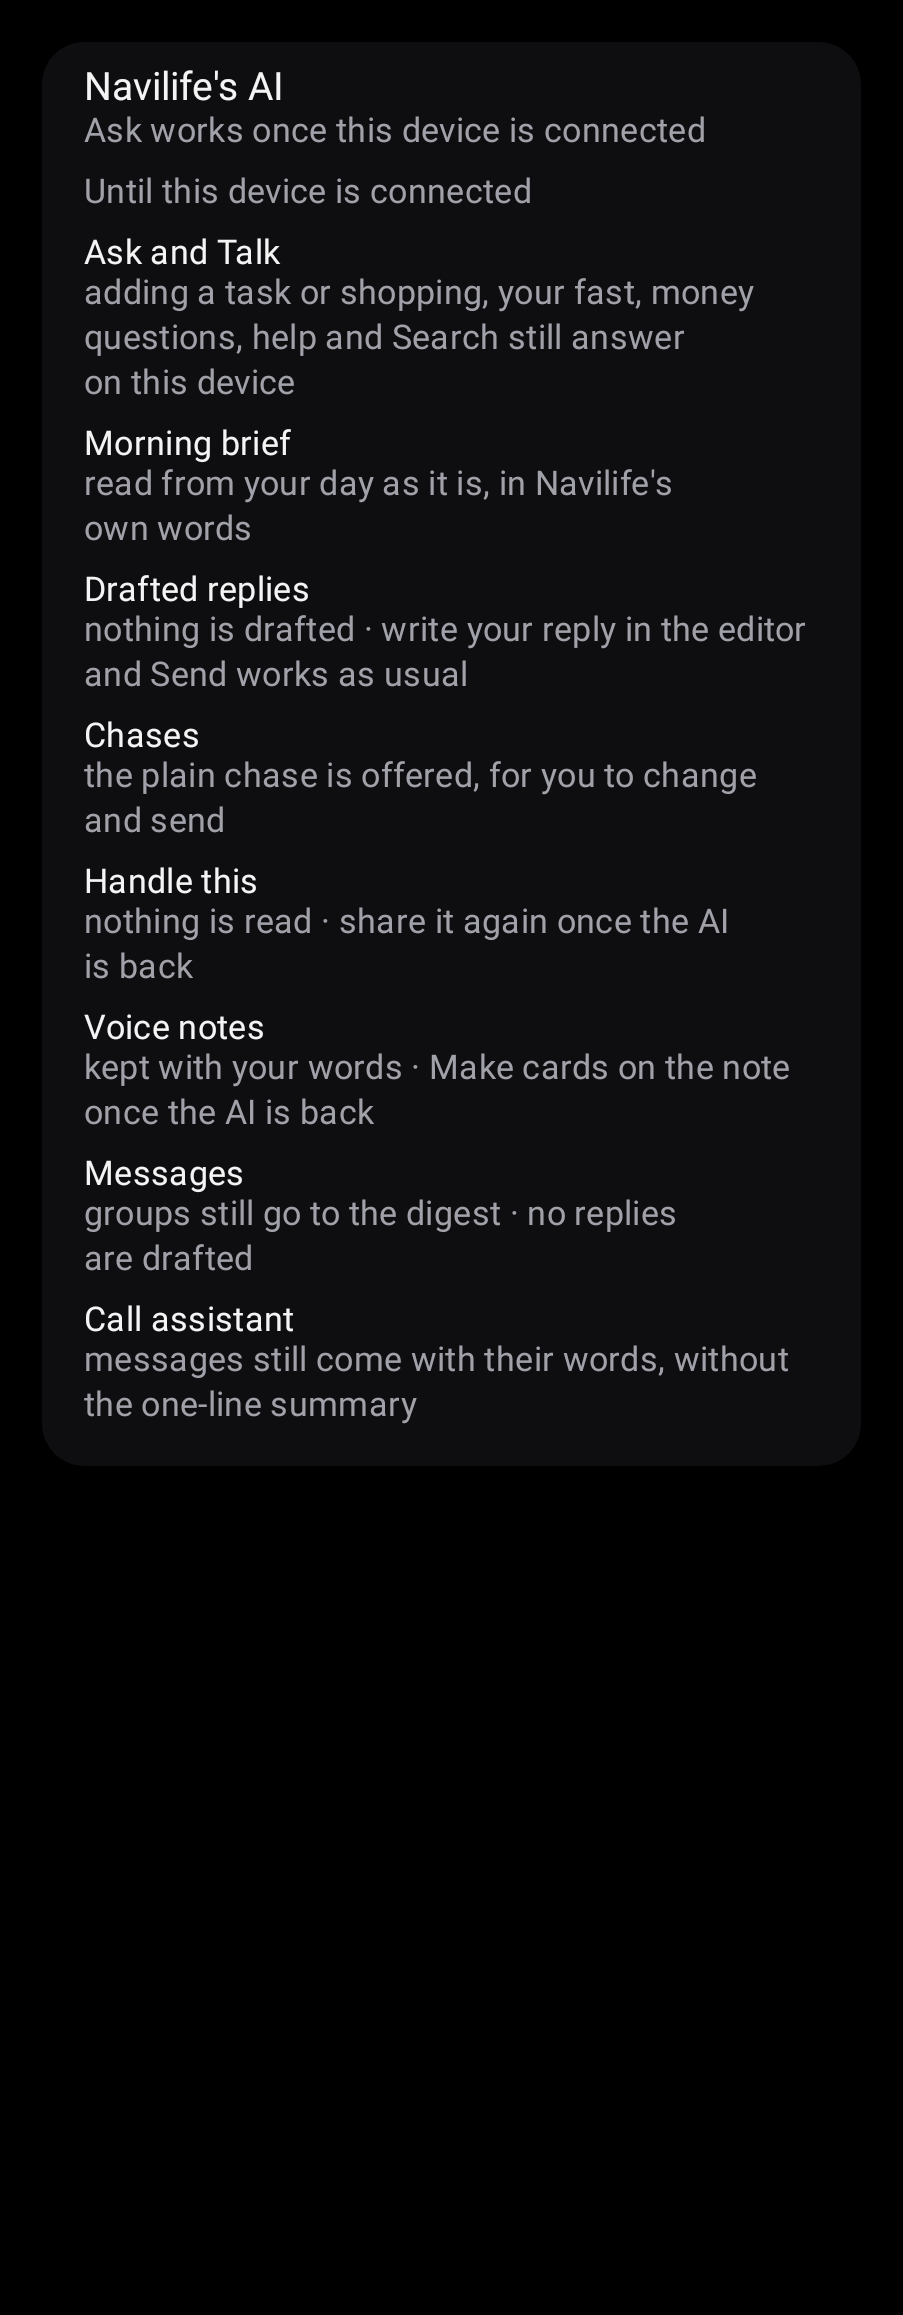 Navilife's AI
Ask works once this device is connected
Until this device is connected
Ask and Talk
adding a task or shopping, your fast, money
questions, help and Search still answer
on this device
Morning brief
read from your day as it is, in Navilife's
own words
Drafted replies
nothing is drafted · write your reply in the editor
and Send works as usual
Chases
the plain chase is offered, for you to change
and send
Handle this
nothing is read · share it again once the AI
is back
Voice notes
kept with your words · Make cards on the note
once the AI is back
Messages
groups still go to the digest · no replies
are drafted
Call assistant
messages still come with their words, without
the one-line summary